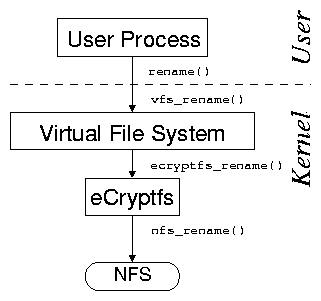 User Process
User
rename()
vfs_rename()
Virtual File System
Kernel
ecryptfs_rename()
eCryptfs
nfs_rename()
NFS